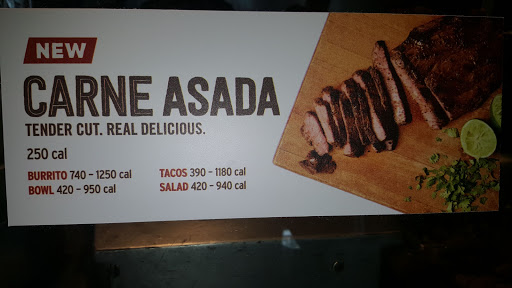 NEW
CARNE ASADA
TENDER CUT. REAL DELICIOUS.
250 cal
BURRITO 740 – 1250 cal TACOS 390 – 1180 cal
BOWL 420 – 950 cal SALAD 420 – 940 cal